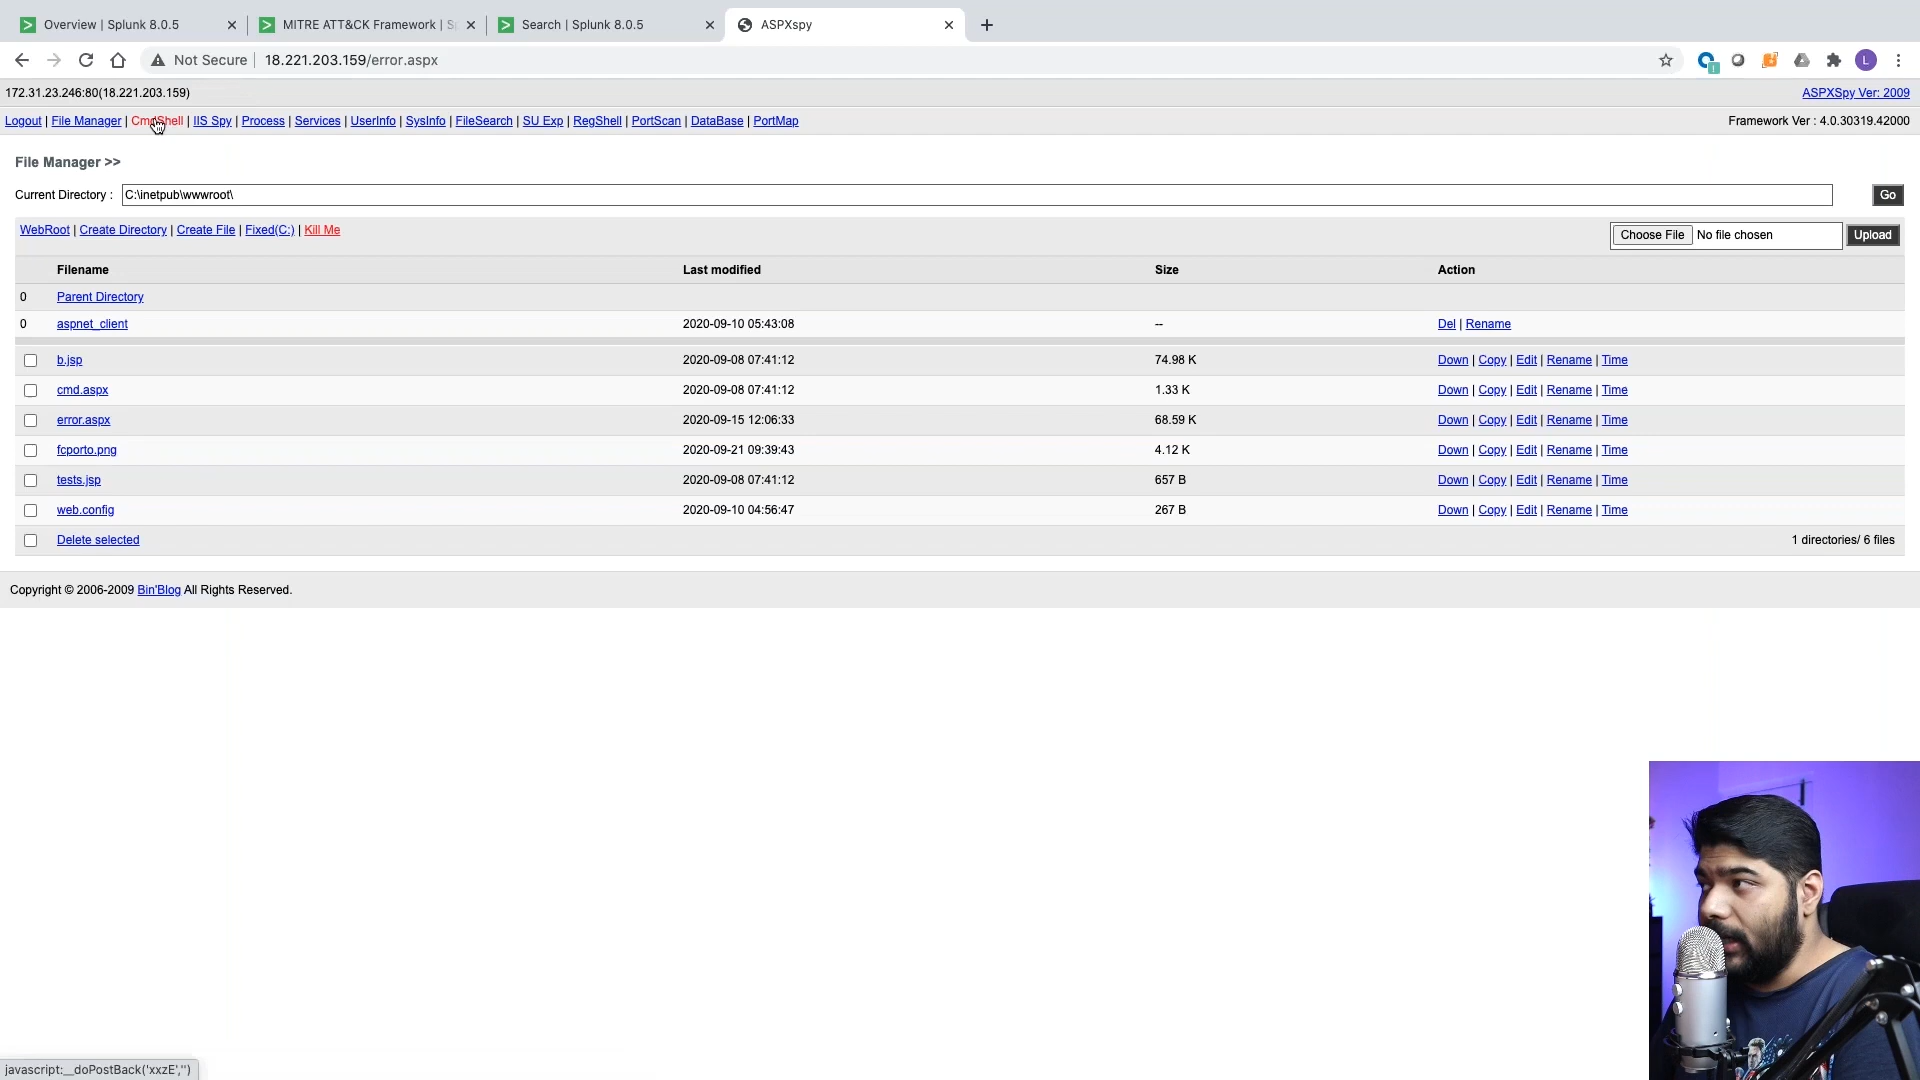 Overview | Splunk 8.0.5
MITRE ATT&CK Framework | S
Search | Splunk 8.0.5
ASPXspy
Not Secure
18.221.203.159/error.aspx
L
172.31.23.246:80(18.221.203.159)
ASPXSpy Ver: 2009
Logout | File Manager | CmdShell | IIS Spy | Process | Services | UserInfo | SysInfo | FileSearch | SU Exp | RegShell | PortScan | DataBase | PortMap
Framework Ver : 4.0.30319.42000
File Manager >>
Current Directory : C:\inetpub\wwwroot\ Go
WebRoot | Create Directory | Create File | Fixed(C:) | Kill Me
Choose File No file chosen Upload
Filename Last modified Size Action
0 Parent Directory
0 aspnet_client 2020-09-10 05:43:08 -- Del | Rename
b.jsp 2020-09-08 07:41:12 74.98 K Down | Copy | Edit | Rename | Time
cmd.aspx 2020-09-08 07:41:12 1.33 K Down | Copy | Edit | Rename | Time
error.aspx 2020-09-15 12:06:33 68.59 K Down | Copy | Edit | Rename | Time
fcporto.png 2020-09-21 09:39:43 4.12 K Down | Copy | Edit | Rename | Time
tests.jsp 2020-09-08 07:41:12 657 B Down | Copy | Edit | Rename | Time
web.config 2020-09-10 04:56:47 267 B Down | Copy | Edit | Rename | Time
Delete selected 1 directories/ 6 files
Copyright © 2006-2009 Bin'Blog All Rights Reserved.
javascript:__doPostBack('xxzE','')